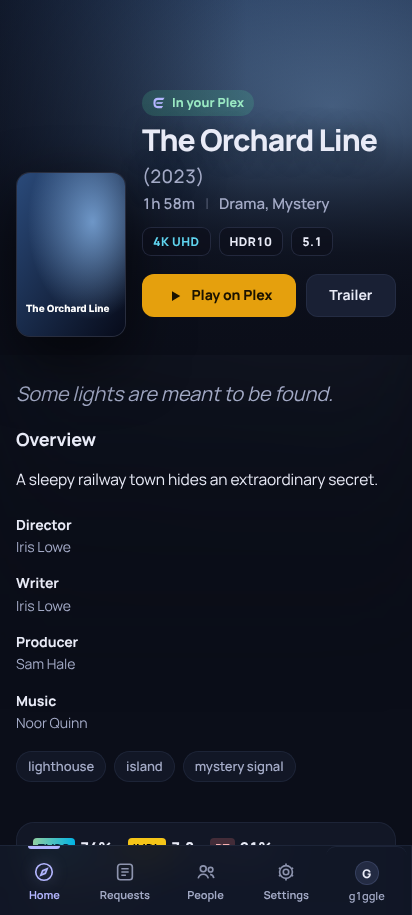 In your Plex
The Orchard Line
(2023)
1h 58m | Drama, Mystery
4K UHD HDR10 5.1
The Orchard Line
Play on Plex Trailer
Some lights are meant to be found.
Overview
A sleepy railway town hides an extraordinary secret.
Director
Iris Lowe
Writer
Iris Lowe
Producer
Sam Hale
Music
Noor Quinn
lighthouse island mystery signal
Home Requests People Settings G g1ggle